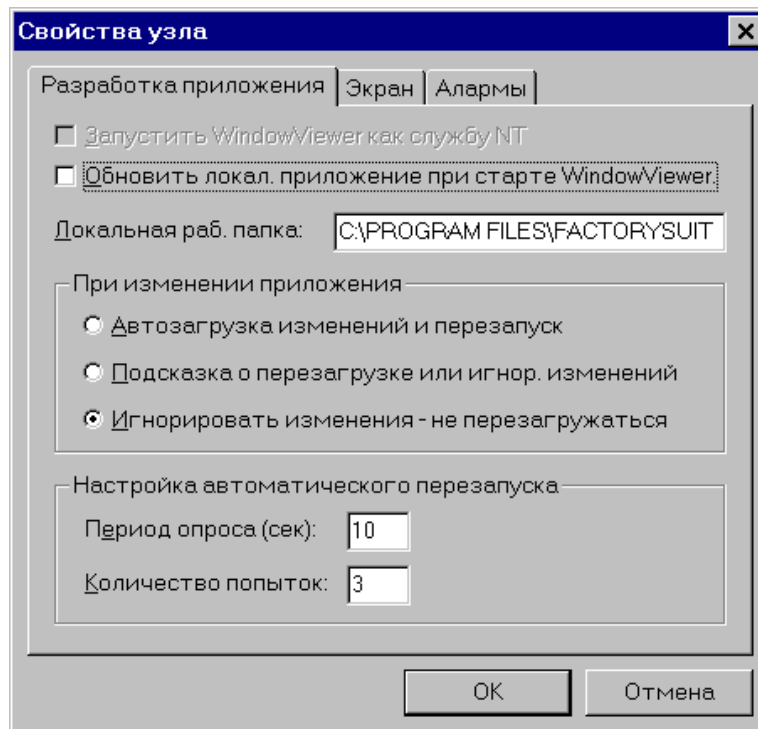 Свойства узла
Разработка приложения Экран Алармы
Запустить WindowViewer как службу NT
Обновить локал. приложение при старте WindowViewer.
Локальная раб. папка: C:\PROGRAM FILES\FACTORYSUIT
При изменении приложения
Автозагрузка изменений и перезапуск
Подсказка о перезагрузке или игнор. изменений
Игнорировать изменения - не перезагружаться
Настройка автоматического перезапуска
Период опроса (сек): 10
Количество попыток: 3
OK Отмена